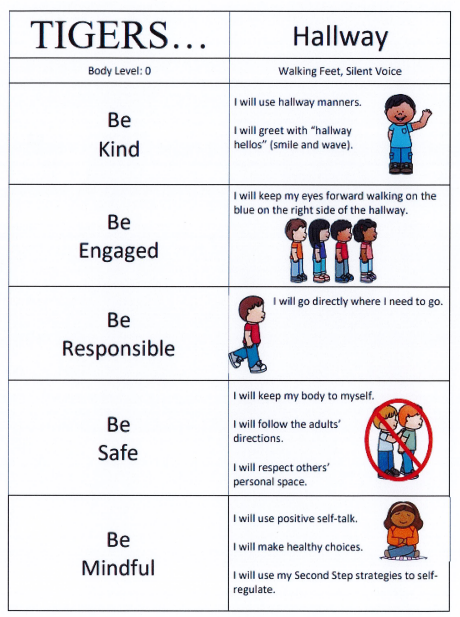 TIGERS...
Hallway
Body Level: 0
Walking Feet, Silent Voice
Be
Kind
I will use hallway manners.
I will greet with “hallway
hellos” (smile and wave).
Be
Engaged
I will keep my eyes forward walking on the
blue on the right side of the hallway.
Be
Responsible
I will go directly where I need to go.
Be
Safe
I will keep my body to myself.
I will follow the adults’
directions.
I will respect others’
personal space.
Be
Mindful
I will use positive self-talk.
I will make healthy choices.
I will use my Second Step strategies to self-
regulate.